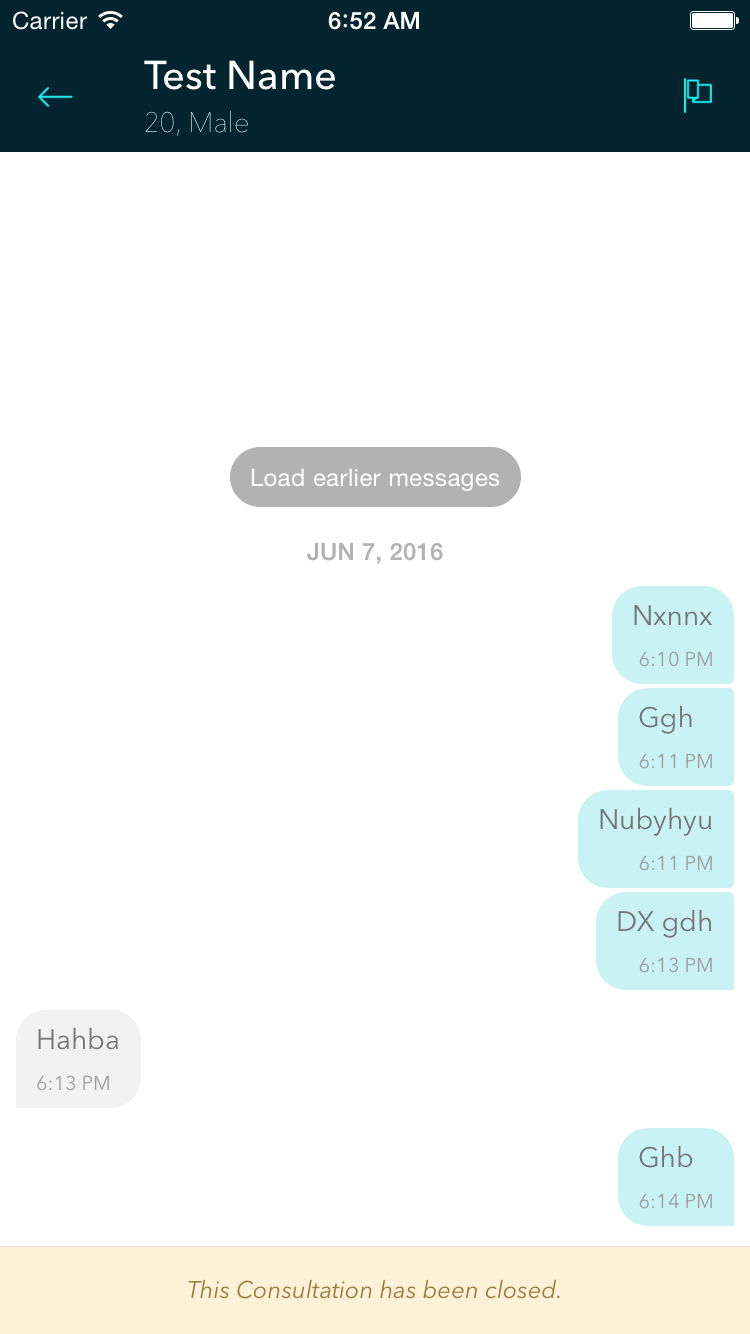 Carrier 6:52 AM
Test Name
20, Male
Load earlier messages
JUN 7, 2016
Nxnnx
6:10 PM
Ggh
6:11 PM
Nubyhyu
6:11 PM
DX gdh
6:13 PM
Hahba
6:13 PM
Ghb
6:14 PM
This Consultation has been closed.